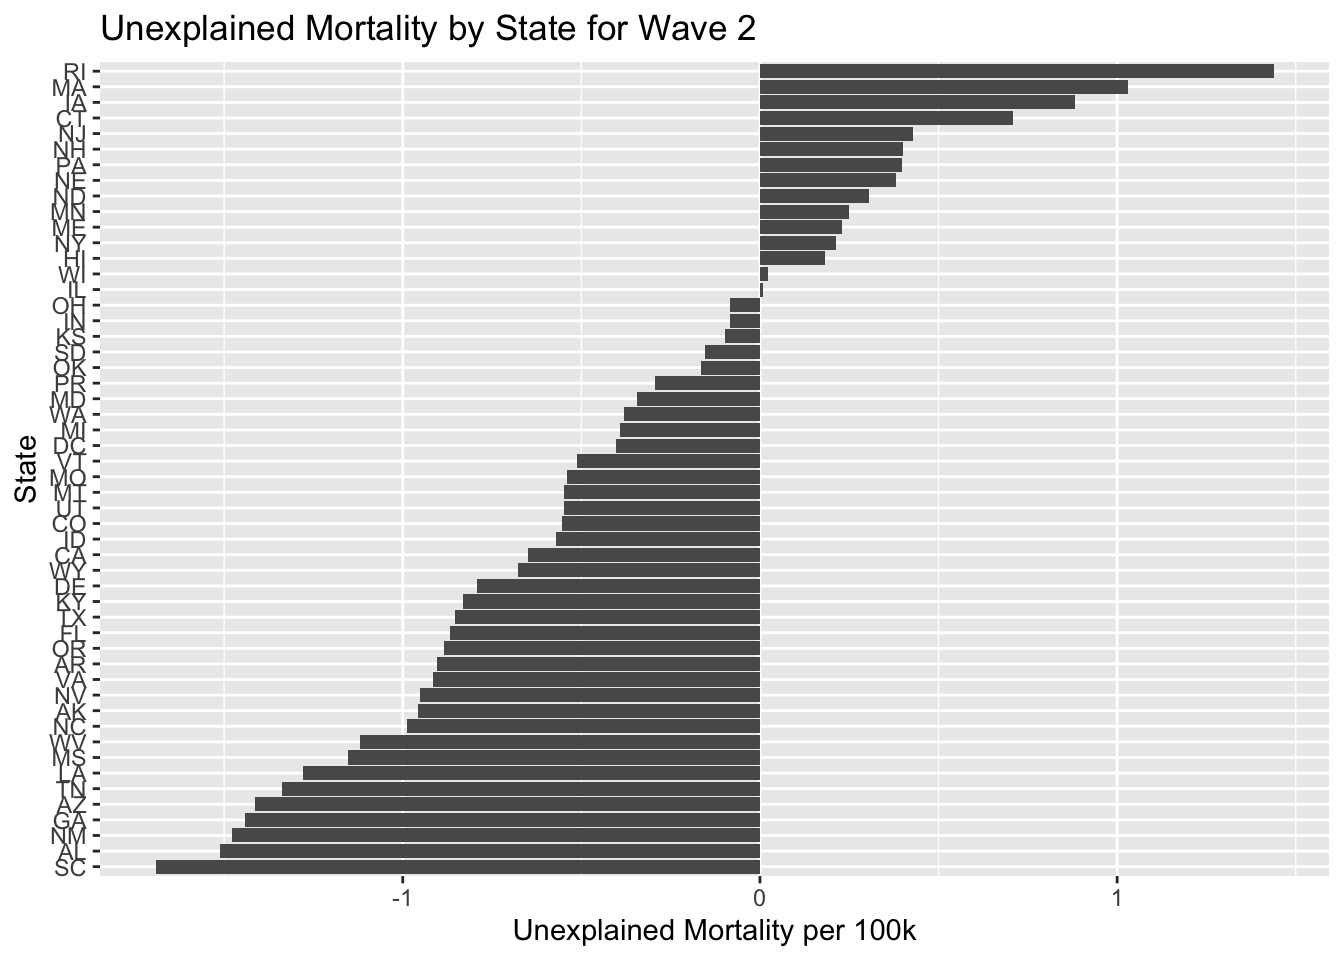 Unexplained Mortality by State for Wave 2
RI
MA
IA
CT
NJ
NH
PA
NE
ND
MN
ME
NY
HI
WI
IL
OH
IN
KS
SD
OK
PR
MD
WA
MI
DC
VT
MO
MT
UT
CO
ID
CA
WY
DE
KY
TX
FL
OR
AR
VA
NV
AK
NC
WV
MS
LA
TN
AZ
GA
NM
AL
SC
State
-1 0 1
Unexplained Mortality per 100k